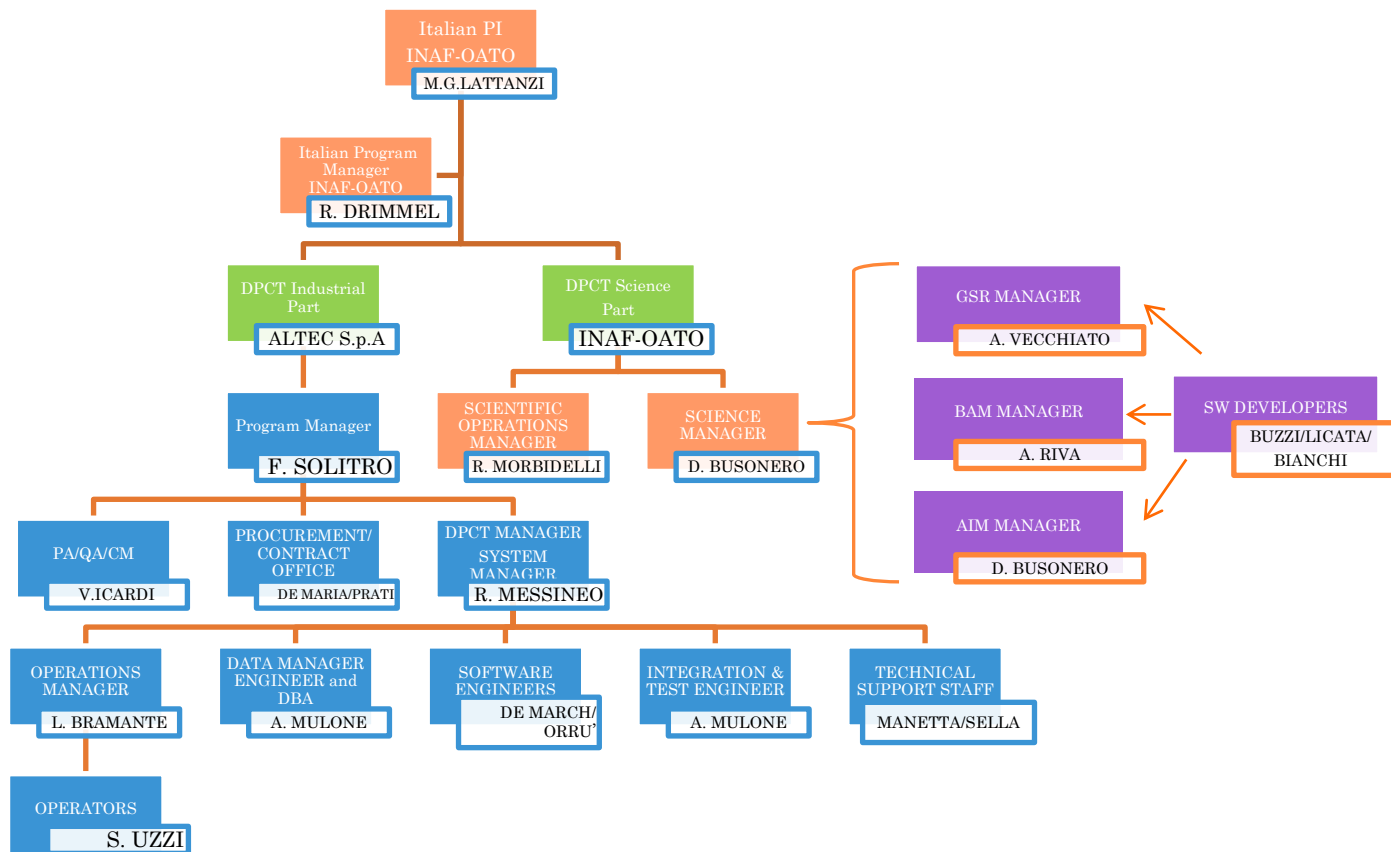 Italian PI
INAF-OATO
M.G.LATTANZI
Italian Program
Manager
INAF-OATO
R. DRIMMEL
DPCT Industrial
Part
ALTEC S.p.A
DPCT Science
Part
INAF-OATO
Program Manager
F. SOLITRO
SCIENTIFIC
OPERATIONS
MANAGER
R. MORBIDELLI
SCIENCE
MANAGER
D. BUSONERO
GSR MANAGER
A. VECCHIATO
BAM MANAGER
A. RIVA
AIM MANAGER
D. BUSONERO
SW DEVELOPERS
BUZZI/LICATA/
BIANCHI
PA/QA/CM
V.ICARDI
PROCUREMENT/
CONTRACT
OFFICE
DE MARIA/PRATI
DPCT MANAGER
SYSTEM
MANAGER
R. MESSINEO
OPERATIONS
MANAGER
L. BRAMANTE
DATA MANAGER
ENGINEER and
DBA
A. MULONE
SOFTWARE
ENGINEERS
DE MARCH/
ORRU’
INTEGRATION &
TEST ENGINEER
A. MULONE
TECHNICAL
SUPPORT STAFF
MANETTA/SELLA
OPERATORS
S. UZZI